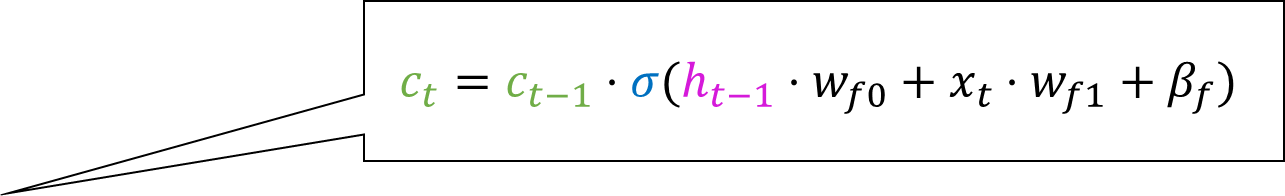 c_t = c_{t−1} · σ(h_{t−1} · w_{f0} + x_t · w_{f1} + β_f)